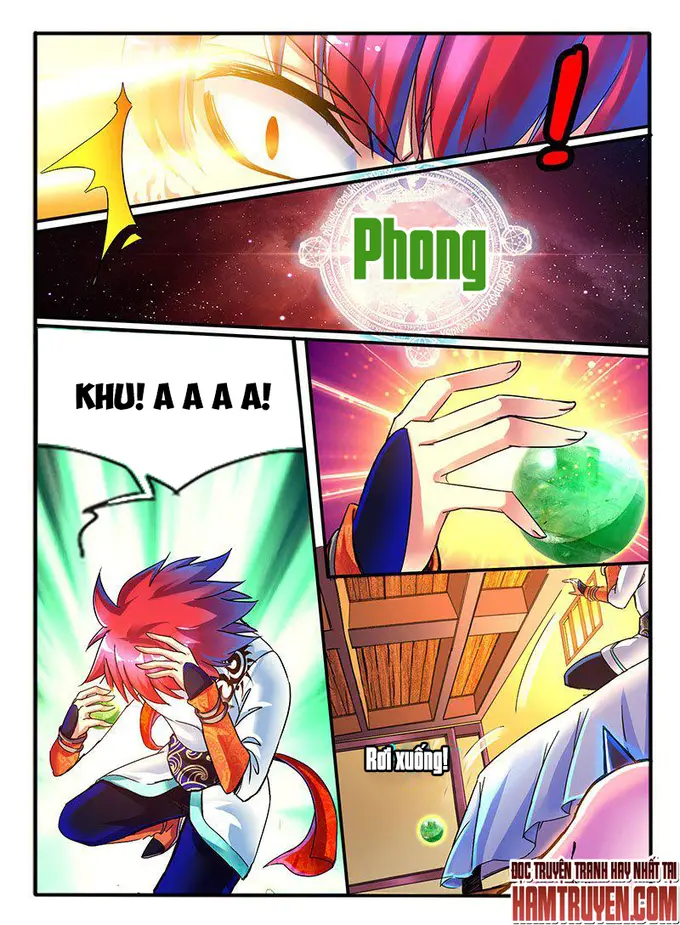 !
Phong
KHU! A A A A!
Rơi xuống!
ĐỌC TRUYỆN TRANH HAY NHẤT TẠI
HAMTRUYEN.COM